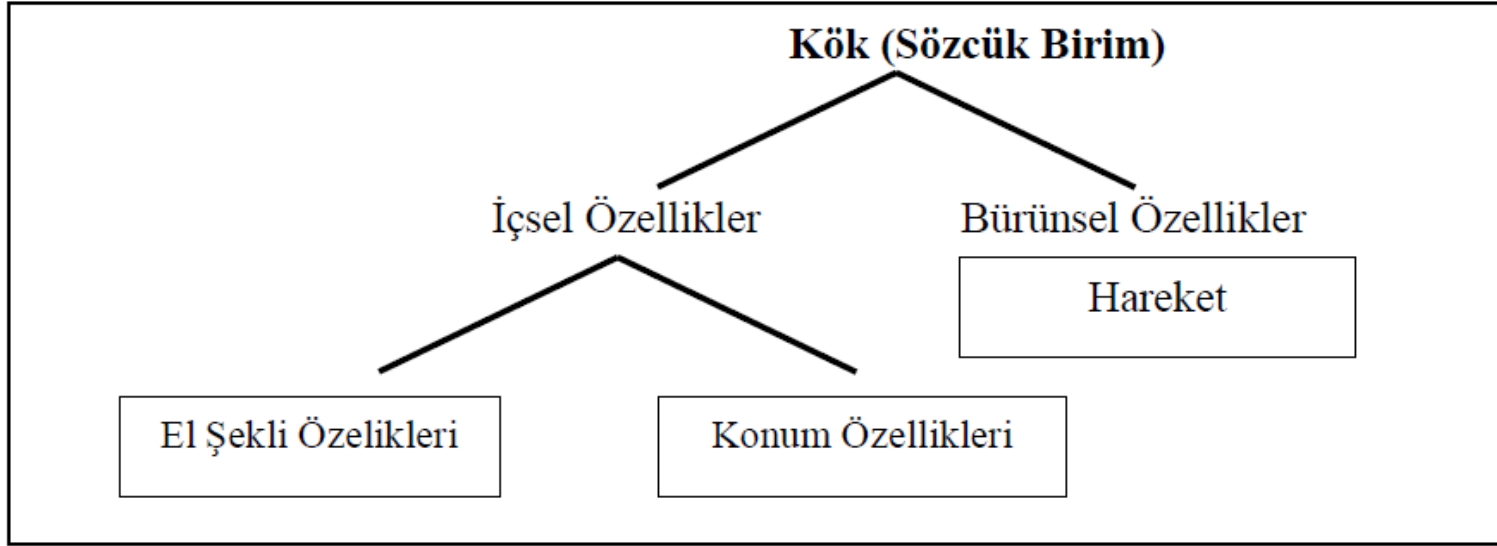 Kök (Sözcük Birim)
İçsel Özellikler
Bürünsel Özellikler
Hareket
El Şekli Özelikleri
Konum Özellikleri